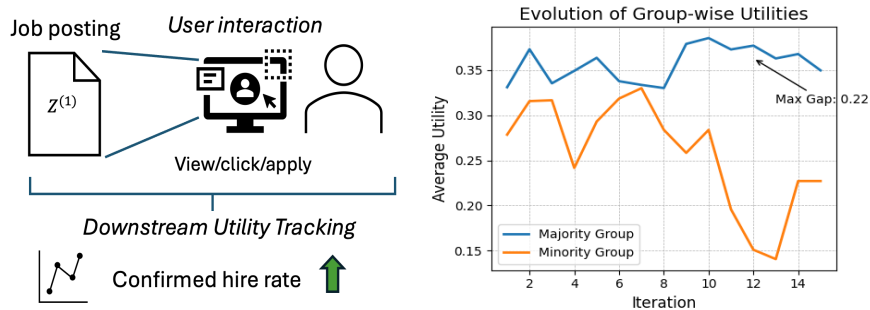 Job posting
User interaction
Z^(1)
View/click/apply
Downstream Utility Tracking
Confirmed hire rate
Evolution of Group-wise Utilities
Average Utility
0.35
0.30
0.25
0.20
0.15
Max Gap: 0.22
Majority Group
Minority Group
2 4 6 8 10 12 14
Iteration